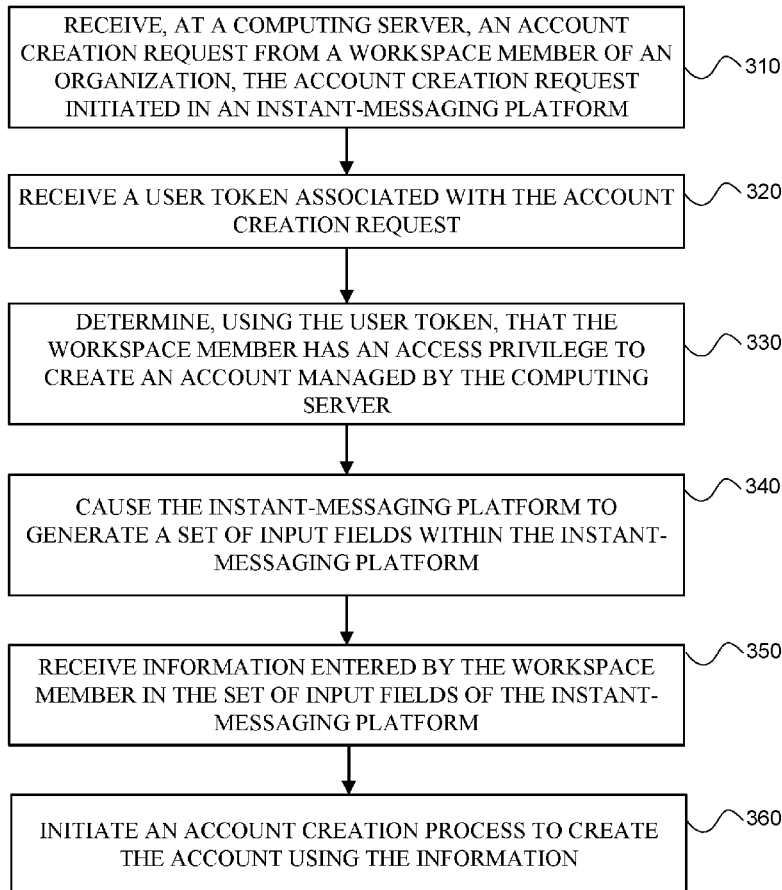 RECEIVE, AT A COMPUTING SERVER, AN ACCOUNT
CREATION REQUEST FROM A WORKSPACE MEMBER OF AN
ORGANIZATION, THE ACCOUNT CREATION REQUEST
INITIATED IN AN INSTANT-MESSAGING PLATFORM
310
RECEIVE A USER TOKEN ASSOCIATED WITH THE ACCOUNT
CREATION REQUEST
320
DETERMINE, USING THE USER TOKEN, THAT THE
WORKSPACE MEMBER HAS AN ACCESS PRIVILEGE TO
CREATE AN ACCOUNT MANAGED BY THE COMPUTING
SERVER
330
CAUSE THE INSTANT-MESSAGING PLATFORM TO
GENERATE A SET OF INPUT FIELDS WITHIN THE INSTANT-
MESSAGING PLATFORM
340
RECEIVE INFORMATION ENTERED BY THE WORKSPACE
MEMBER IN THE SET OF INPUT FIELDS OF THE INSTANT-
MESSAGING PLATFORM
350
INITIATE AN ACCOUNT CREATION PROCESS TO CREATE
THE ACCOUNT USING THE INFORMATION
360